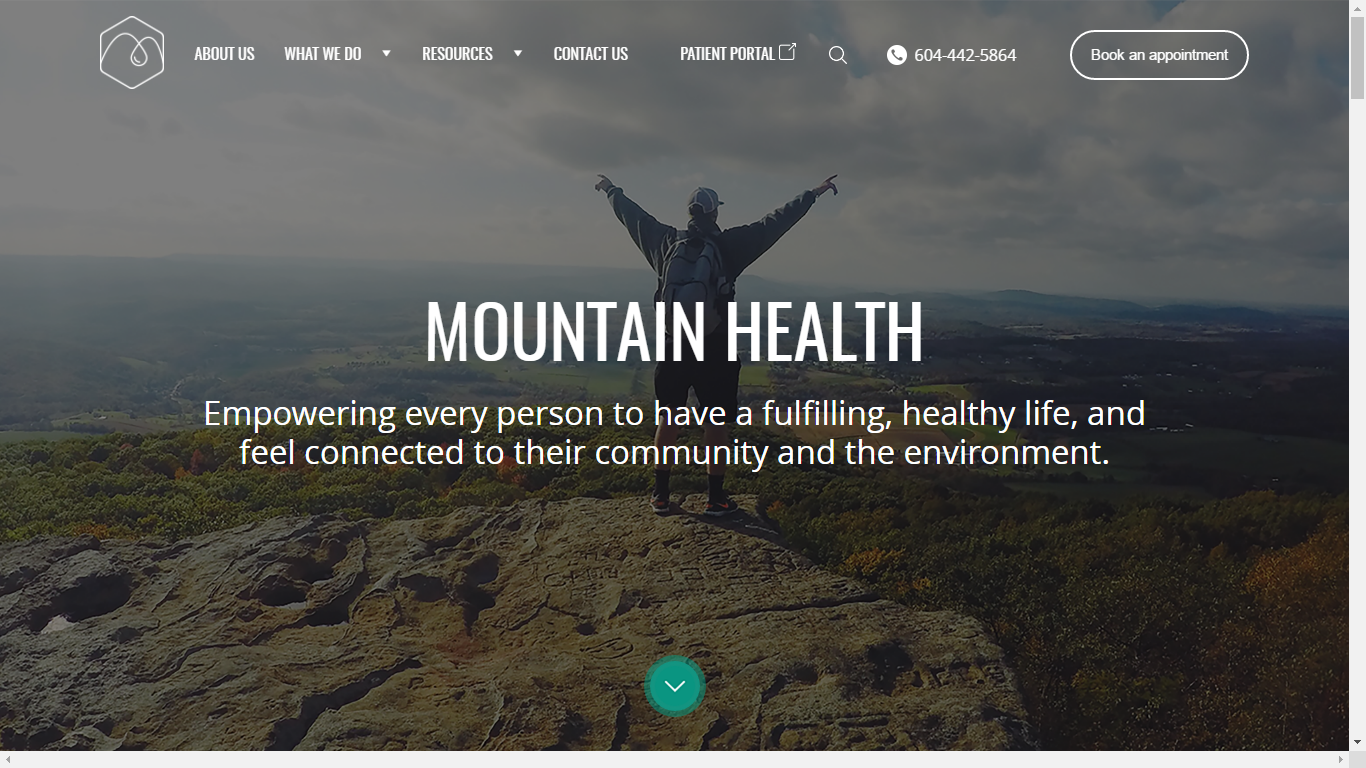 ABOUT US WHAT WE DO RESOURCES CONTACT US PATIENT PORTAL 604-442-5864 Book an appointment
MOUNTAIN HEALTH
Empowering every person to have a fulfilling, healthy life, and
feel connected to their community and the environment.